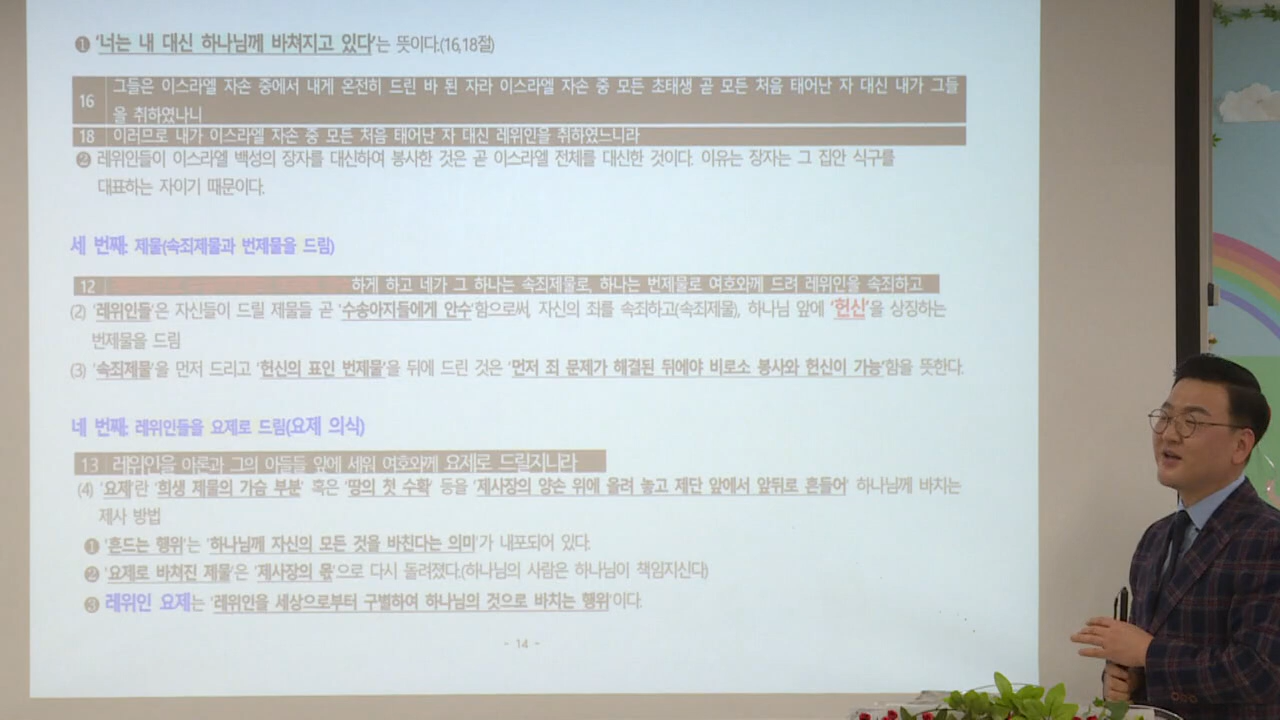 ❶ '너는 내 대신 하나님께 바쳐지고 있다'는 뜻이다.(16,18절)
16 그들은 이스라엘 자손 중에서 내게 온전히 드린 바 된 자라 이스라엘 자손 중 모든 초태생 곧 모든 처음 태어난 자 대신 내가 그들
을 취하였나니
18 이러므로 내가 이스라엘 자손 중 모든 처음 태어난 자 대신 레위인을 취하였느니라
❷ 레위인들이 이스라엘 백성의 장자를 대신하여 봉사한 것은 곧 이스라엘 전체를 대신한 것이다. 이유는 장자는 그 집안 식구를
대표하는 자이기 때문이다.
세 번째: 제물(속죄제물과 번제물을 드림)
12 하게 하고 네가 그 하나는 속죄제물로, 하나는 번제물로 여호와께 드려 레위인을 속죄하고
(2) '레위인들'은 자신들이 드릴 제물들 곧 '수송아지들에게 안수'함으로써, 자신의 죄를 속죄하고(속죄제물), 하나님 앞에 '헌신'을 상징하는
번제물을 드림
(3) '속죄제물'을 먼저 드리고 '헌신의 표인 번제물'을 뒤에 드린 것은 '먼저 죄 문제가 해결된 뒤에야 비로소 봉사와 헌신이 가능'함을 뜻한다.
네 번째: 레위인들을 요제로 드림(요제 의식)
13 레위인을 아론과 그의 아들들 앞에 세워 여호와께 요제로 드릴지니라
(4) '요제'란 '희생 제물의 가슴 부분' 혹은 '땅의 첫 수확' 등을 '제사장의 양손 위에 올려 놓고 제단 앞에서 앞뒤로 흔들어' 하나님께 바치는
제사 방법
❶ '흔드는 행위'는 '하나님께 자신의 모든 것을 바친다는 의미'가 내포되어 있다.
❷ '요제로 바쳐진 제물'은 '제사장의 몫'으로 다시 돌려졌다.(하나님의 사람은 하나님이 책임지신다)
❸ 레위인 요제는 '레위인을 세상으로부터 구별하여 하나님의 것으로 바치는 행위'이다.
- 14 -